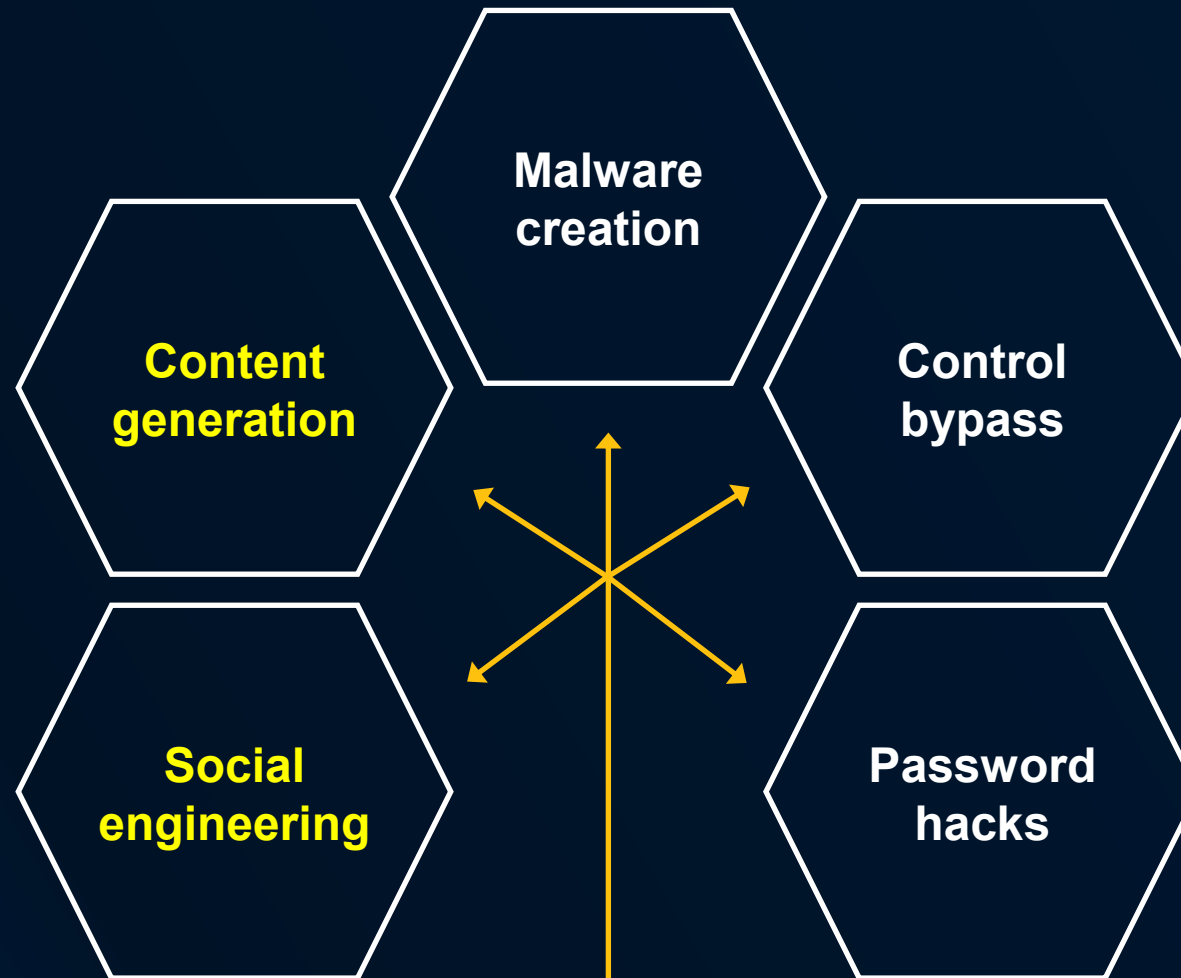 Malware
creation
Content
generation
Control
bypass
Social
engineering
Password
hacks